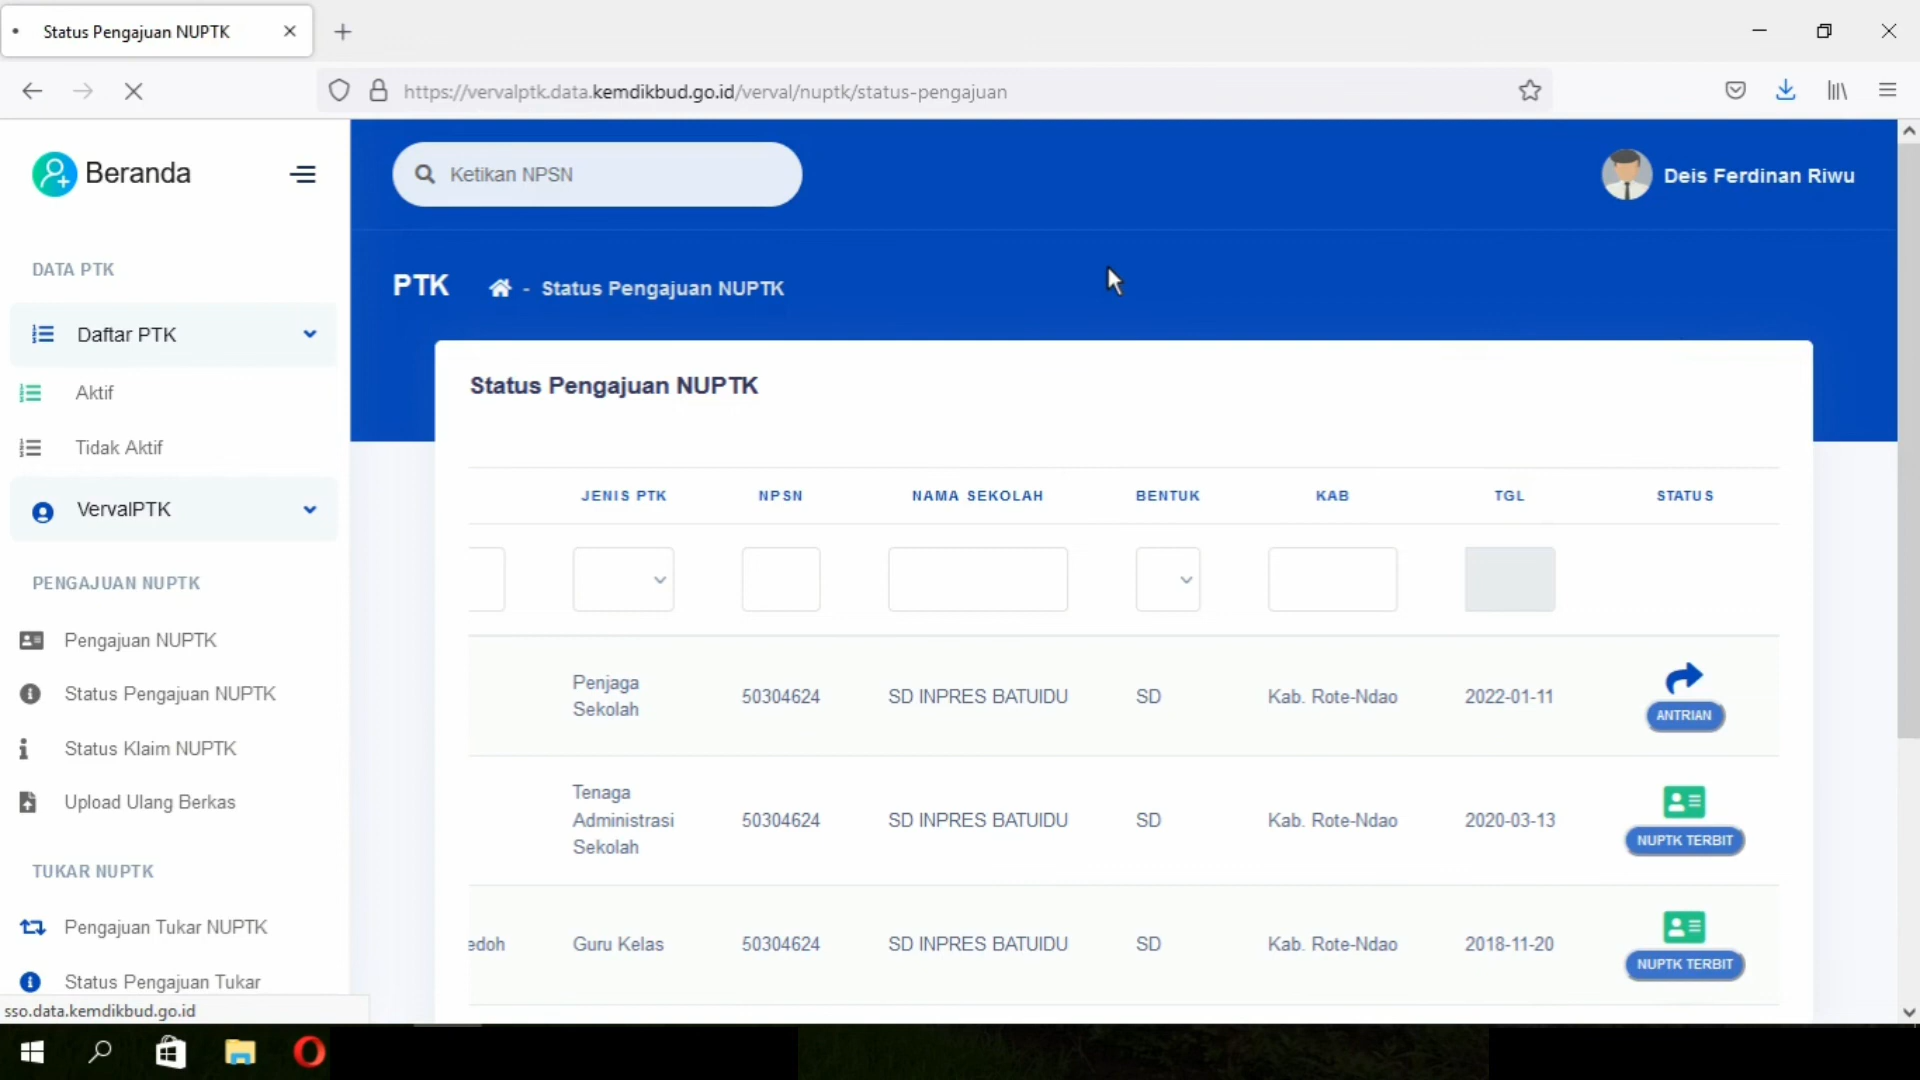 Status Pengajuan NUPTK
https://vervalptk.data.kemdikbud.go.id/verval/nuptk/status-pengajuan
Beranda
Ketikan NPSN
Deis Ferdinan Riwu
DATA PTK
Daftar PTK
Aktif
Tidak Aktif
VervalPTK
PENGAJUAN NUPTK
Pengajuan NUPTK
Status Pengajuan NUPTK
Status Klaim NUPTK
Upload Ulang Berkas
TUKAR NUPTK
Pengajuan Tukar NUPTK
Status Pengajuan Tukar
sso.data.kemdikbud.go.id
PTK - Status Pengajuan NUPTK
Status Pengajuan NUPTK
JENIS PTK NPSN NAMA SEKOLAH BENTUK KAB TGL STATUS
Penjaga
Sekolah
50304624 SD INPRES BATUIDU SD Kab. Rote-Ndao 2022-01-11
ANTRIAN
Tenaga
Administrasi
Sekolah
50304624 SD INPRES BATUIDU SD Kab. Rote-Ndao 2020-03-13
NUPTK TERBIT
edoh Guru Kelas 50304624 SD INPRES BATUIDU SD Kab. Rote-Ndao 2018-11-20
NUPTK TERBIT